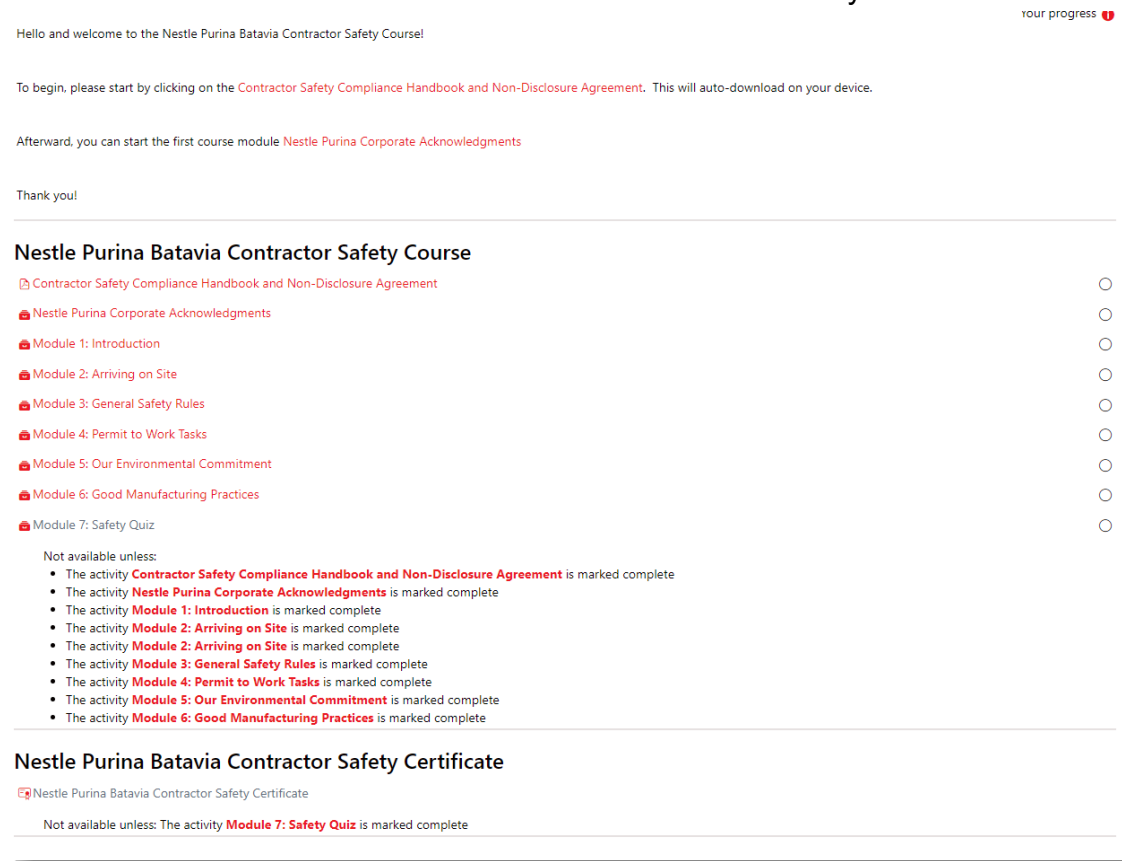 Your progress
Hello and welcome to the Nestle Purina Batavia Contractor Safety Course!
To begin, please start by clicking on the Contractor Safety Compliance Handbook and Non-Disclosure Agreement. This will auto-download on your device.
Afterward, you can start the first course module Nestle Purina Corporate Acknowledgments
Thank you!
Nestle Purina Batavia Contractor Safety Course
Contractor Safety Compliance Handbook and Non-Disclosure Agreement
Nestle Purina Corporate Acknowledgments
Module 1: Introduction
Module 2: Arriving on Site
Module 3: General Safety Rules
Module 4: Permit to Work Tasks
Module 5: Our Environmental Commitment
Module 6: Good Manufacturing Practices
Module 7: Safety Quiz
Not available unless:
• The activity Contractor Safety Compliance Handbook and Non-Disclosure Agreement is marked complete
• The activity Nestle Purina Corporate Acknowledgments is marked complete
• The activity Module 1: Introduction is marked complete
• The activity Module 2: Arriving on Site is marked complete
• The activity Module 2: Arriving on Site is marked complete
• The activity Module 3: General Safety Rules is marked complete
• The activity Module 4: Permit to Work Tasks is marked complete
• The activity Module 5: Our Environmental Commitment is marked complete
• The activity Module 6: Good Manufacturing Practices is marked complete
Nestle Purina Batavia Contractor Safety Certificate
Nestle Purina Batavia Contractor Safety Certificate
Not available unless: The activity Module 7: Safety Quiz is marked complete